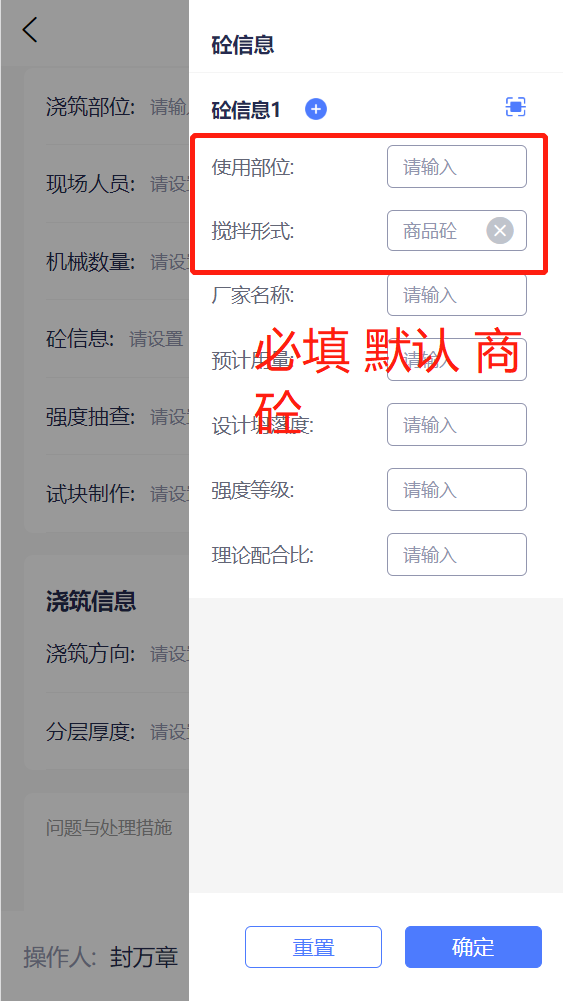 砼信息
浇筑部位: 请输入
现场人员: 请设
机械数量: 请设
砼信息: 请设置
强度抽查: 请设
试块制作: 请设
浇筑信息
浇筑方向: 请设
分层厚度: 请设
问题与处理措施
操作人: 封万章
砼信息1
使用部位: 请输入
搅拌形式: 商品砼
厂家名称: 请输入
预计用量: 请输入
设计坍落度: 请输入
强度等级: 请输入
理论配合比: 请输入
必填 默认 商
砼
重置 确定